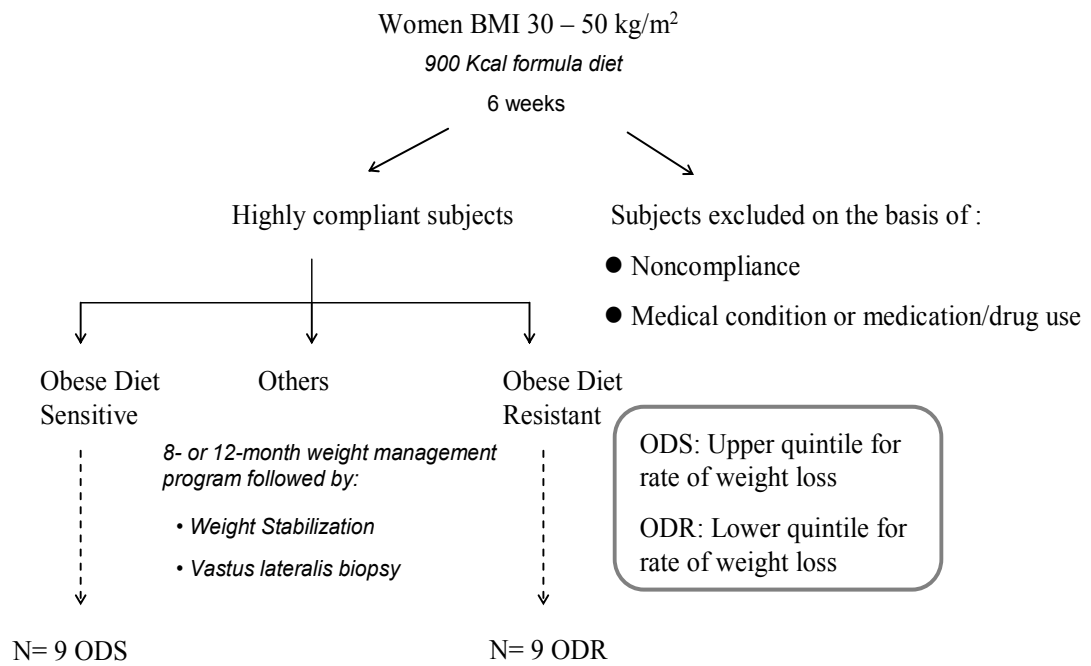 Women BMI 30 – 50 kg/m²
900 Kcal formula diet
6 weeks
Highly compliant subjects
Subjects excluded on the basis of :
● Noncompliance
● Medical condition or medication/drug use
Obese Diet
Sensitive
Others
Obese Diet
Resistant
8- or 12-month weight management
program followed by:
• Weight Stabilization
• Vastus lateralis biopsy
ODS: Upper quintile for
rate of weight loss
ODR: Lower quintile for
rate of weight loss
N= 9 ODS
N= 9 ODR